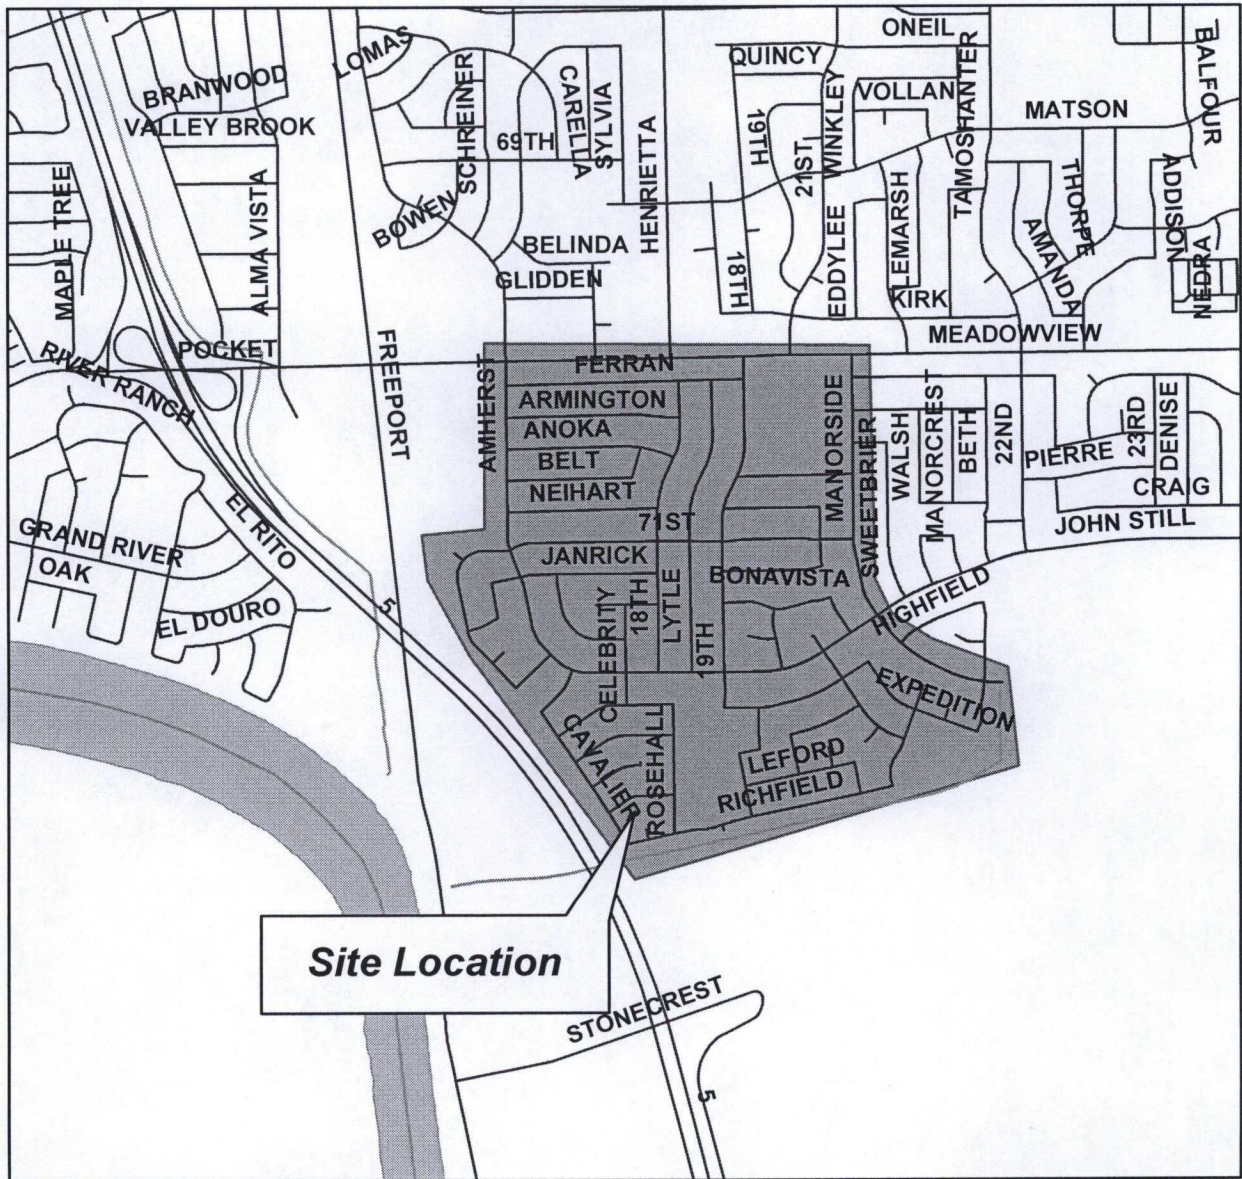 ONEIL
LOMAS
QUINCY
BALFOUR
BRANWOOD
SCHREINER
CARELLA
SYLVIA
WINKLEY
VOLLAN
TAMOSHANTER
MATSON
VALLEY BROOK
69TH
HENRIETTA
19TH
21ST
MAPLE TREE
ALMA VISTA
BOWEN
LEMARSH
THORPE
ADDISON
BELINDA
EDDYLEE
AMANDA
NEDRA
GLIDDEN
18TH
KIRK
MEADOWVIEW
POCKET
RIVER RANCH
FREEPORT
AMHERST
FERRAN
ARMINGTON
ANOKA
BELT
NEIHART
71ST
MANORSIDE
SWEETBRIER
WALSH
MANORCREST
BETH
22ND
PIERRE
23RD
DENISE
CRAIG
JOHN STILL
GRAND RIVER
EL RITO
OAK
EL DOURO
5
JANRICK
BONAVISTA
HIGHFIELD
CELEBRITY
18TH
LYTLE
19TH
EXPEDITION
CAVALIER
ROSEHALL
LEFORD
RICHFIELD
Site Location
STONECREST
5